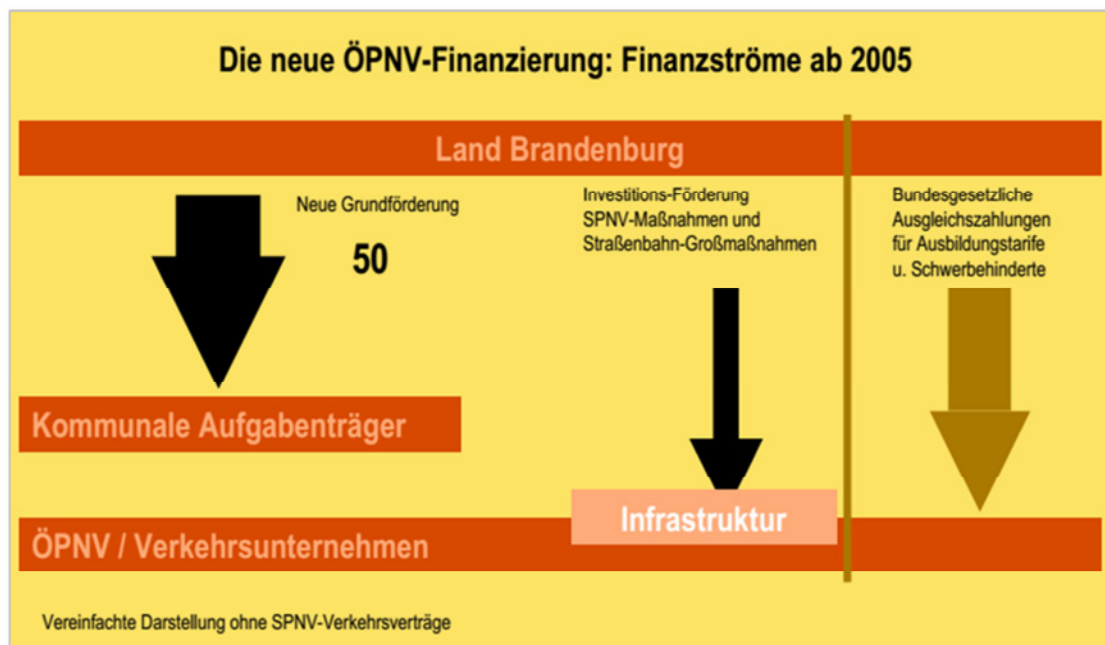 Die neue ÖPNV-Finanzierung: Finanzströme ab 2005
Land Brandenburg
Neue Grundförderung
50
Investitions-Förderung
SPNV-Maßnahmen und
Straßenbahn-Großmaßnahmen
Bundesgesetzliche
Ausgleichszahlungen
für Ausbildungstarife
u. Schwerbehinderte
Kommunale Aufgabenträger
Infrastruktur
ÖPNV / Verkehrsunternehmen
Vereinfachte Darstellung ohne SPNV-Verkehrsverträge